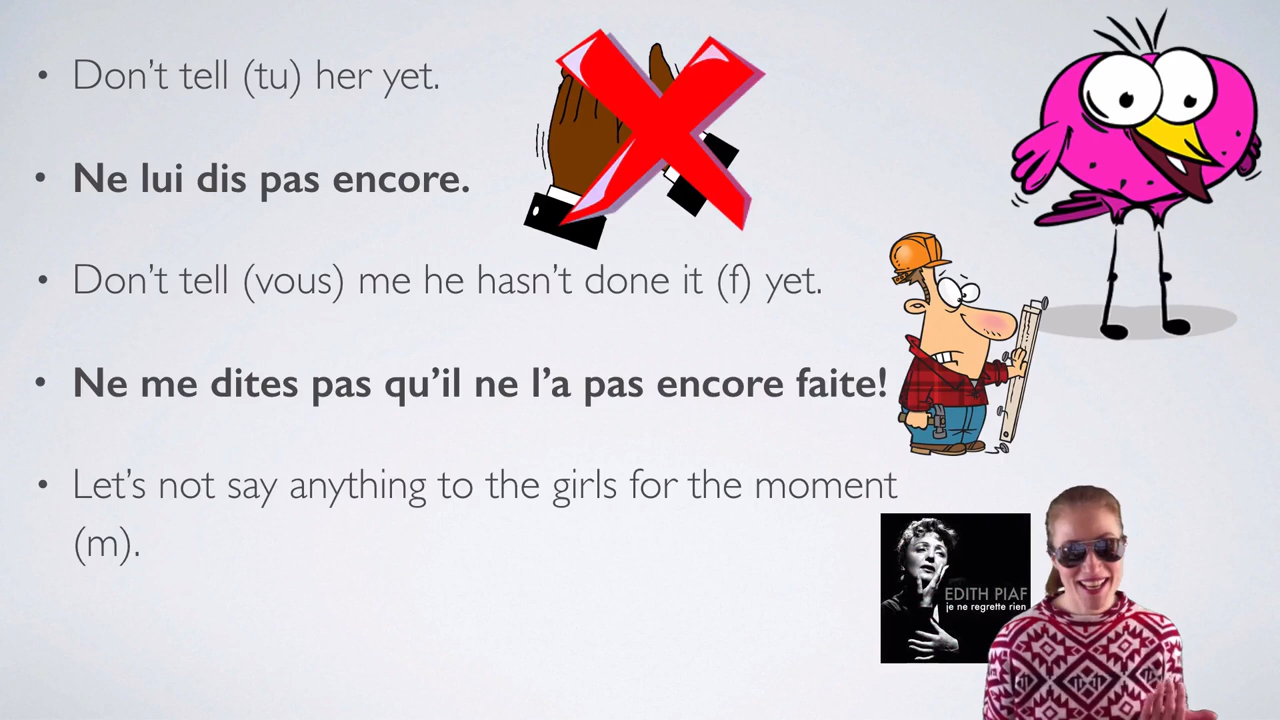 • Don’t tell (tu) her yet.
• Ne lui dis pas encore.
• Don’t tell (vous) me he hasn’t done it (f) yet.
• Ne me dites pas qu’il ne l’a pas encore faite!
• Let’s not say anything to the girls for the moment
(m).
EDITH PIAF
je ne regrette rien